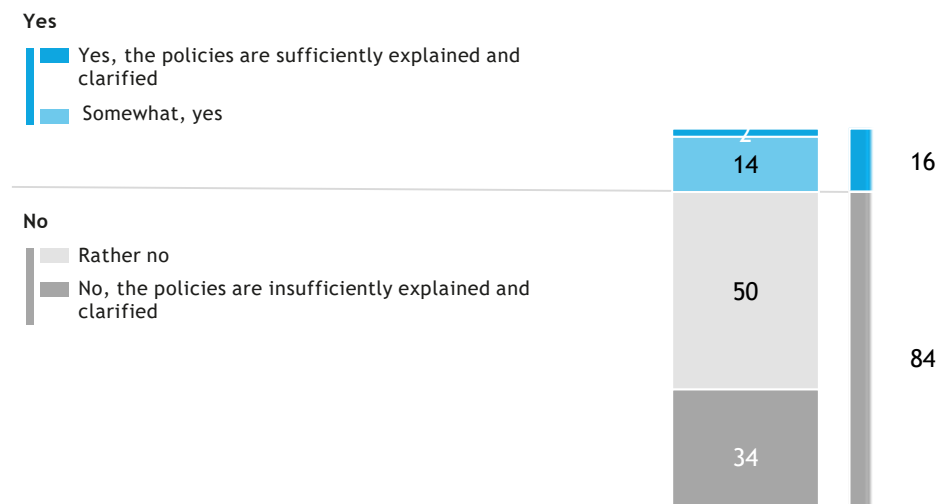 Yes
Yes, the policies are sufficiently explained and
clarified
Somewhat, yes
2
14
16
No
Rather no
No, the policies are insufficiently explained and
clarified
50
84
34